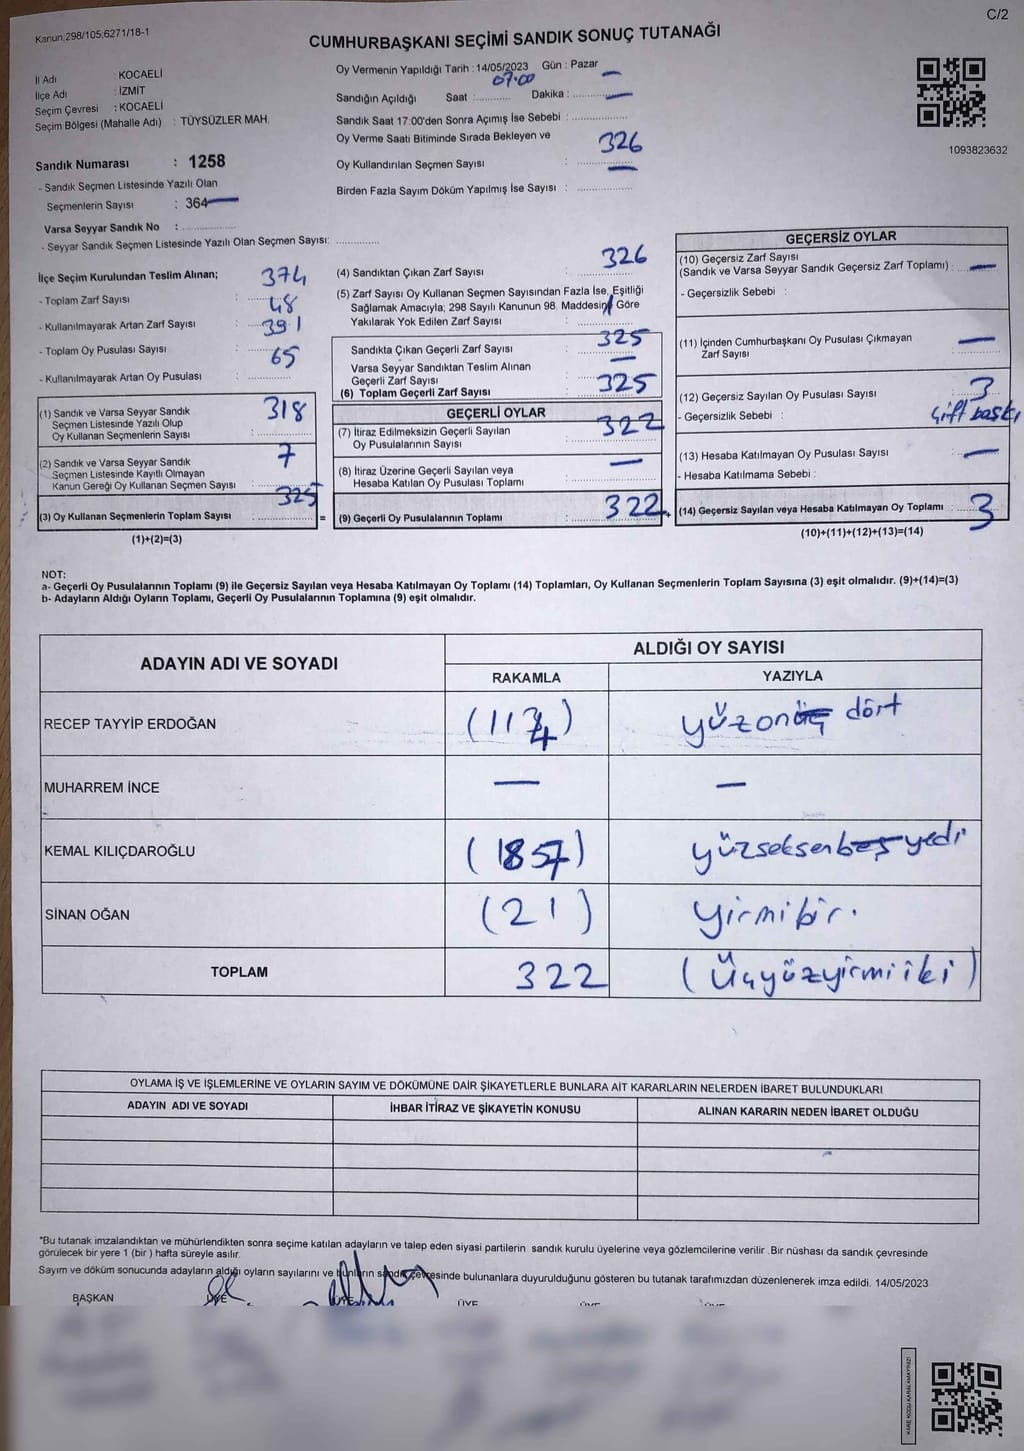 C/2
Kanun:298/105;6271/18-1
CUMHURBAŞKANI SEÇİMİ SANDIK SONUÇ TUTANAĞI
İl Adı : KOCAELİ
İlçe Adı : İZMİT
Seçim Çevresi : KOCAELİ
Seçim Bölgesi (Mahalle Adı) : TÜYSÜZLER MAH.
Sandık Numarası : 1258
- Sandık Seçmen Listesinde Yazılı Olan
Seçmenlerin Sayısı : 364
Varsa Seyyar Sandık No :
- Seyyar Sandık Seçmen Listesinde Yazılı Olan Seçmen Sayısı:
Oy Vermenin Yapıldığı Tarih : 14/05/2023 Gün : Pazar
Sandığın Açıldığı Saat : 07.00 Dakika : —
Sandık Saat 17:00'den Sonra Açımış İse Sebebi :
Oy Verme Saati Bitiminde Sırada Bekleyen ve
Oy Kullandırılan Seçmen Sayısı : 326
Birden Fazla Sayım Döküm Yapılmış İse Sayısı : —
1093823632
İlçe Seçim Kurulundan Teslim Alınan;
- Toplam Zarf Sayısı : 374
- Kullanılmayarak Artan Zarf Sayısı : 48
- Toplam Oy Pusulası Sayısı : 391
- Kullanılmayarak Artan Oy Pusulası : 65
(1) Sandık ve Varsa Seyyar Sandık
Seçmen Listesinde Yazılı Olup
Oy Kullanan Seçmenlerin Sayısı 318
(2) Sandık ve Varsa Seyyar Sandık
Seçmen Listesinde Kayıtlı Olmayan
Kanun Gereği Oy Kullanan Seçmen Sayısı 7
(3) Oy Kullanan Seçmenlerin Toplam Sayısı 325 =
(1)+(2)=(3)
(4) Sandıktan Çıkan Zarf Sayısı : 326
(5) Zarf Sayısı Oy Kullanan Seçmen Sayısından Fazla İse, Eşitliği
Sağlamak Amacıyla; 298 Sayılı Kanunun 98. Maddesine Göre
Yakılarak Yok Edilen Zarf Sayısı : 1
Sandıkta Çıkan Geçerli Zarf Sayısı : 325
Varsa Seyyar Sandıktan Teslim Alınan
Geçerli Zarf Sayısı : —
(6) Toplam Geçerli Zarf Sayısı : 325
GEÇERLİ OYLAR
(7) İtiraz Edilmeksizin Geçerli Sayılan
Oy Pusulalarının Sayısı : 322
(8) İtiraz Üzerine Geçerli Sayılan veya
Hesaba Katılan Oy Pusulası Toplamı : —
(9) Geçerli Oy Pusulalarının Toplamı : 322
GEÇERSİZ OYLAR
(10) Geçersiz Zarf Sayısı
(Sandık ve Varsa Seyyar Sandık Geçersiz Zarf Toplamı) : —
- Geçersizlik Sebebi :
(11) İçinden Cumhurbaşkanı Oy Pusulası Çıkmayan
Zarf Sayısı : —
(12) Geçersiz Sayılan Oy Pusulası Sayısı : 3
- Geçersizlik Sebebi : Çift baskı
(13) Hesaba Katılmayan Oy Pusulası Sayısı : —
- Hesaba Katılmama Sebebi :
(14) Geçersiz Sayılan veya Hesaba Katılmayan Oy Toplamı : 3
(10)+(11)+(12)+(13)=(14)
NOT:
a- Geçerli Oy Pusulalarının Toplamı (9) ile Geçersiz Sayılan veya Hesaba Katılmayan Oy Toplamı (14) Toplamları, Oy Kullanan Seçmenlerin Toplam Sayısına (3) eşit olmalıdır. (9)+(14)=(3)
b- Adayların Aldığı Oyların Toplamı, Geçerli Oy Pusulalarının Toplamına (9) eşit olmalıdır.
ADAYIN ADI VE SOYADI
ALDIĞI OY SAYISI
RAKAMLA YAZIYLA
RECEP TAYYİP ERDOĞAN (114) yüzonüç dört
MUHARREM İNCE — —
KEMAL KILIÇDAROĞLU (187) yüzseksenbeş yedi
SİNAN OĞAN (21) yirmibir.
TOPLAM 322 (Üçyüzyirmiiki)
OYLAMA İŞ VE İŞLEMLERİNE VE OYLARIN SAYIM VE DÖKÜMÜNE DAİR ŞİKAYETLERLE BUNLARA AİT KARARLARIN NELERDEN İBARET BULUNDUKLARI
ADAYIN ADI VE SOYADI İHBAR İTİRAZ VE ŞİKAYETİN KONUSU ALINAN KARARIN NEDEN İBARET OLDUĞU
"Bu tutanak imzalandıktan ve mühürlendikten sonra seçime katılan adayların ve talep eden siyasi partilerin sandık kurulu üyelerine veya gözlemcilerine verilir .Bir nüshası da sandık çevresinde
görülecek bir yere 1 (bir ) hafta süreyle asılır.
Sayım ve döküm sonucunda adayların aldığı oyların sayılarını ve bunların sandık çevresinde bulunanlara duyurulduğunu gösteren bu tutanak tarafımızdan düzenlenerek imza edildi. 14/05/2023
BAŞKAN ÜYE ÜYE ÜYE ÜYE ÜYE
KARE KODU KARALAMAYINIZ!